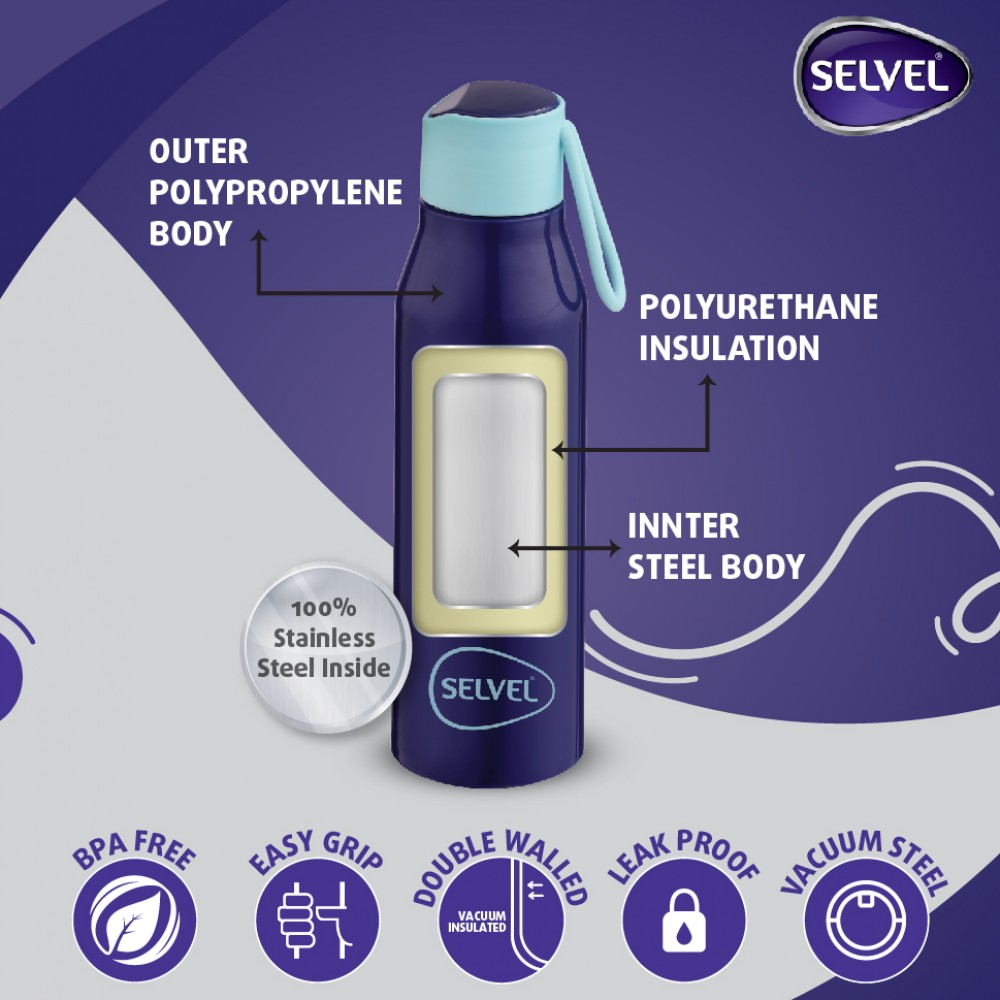 SELVEL®
OUTER
POLYPROPYLENE
BODY
POLYURETHANE
INSULATION
INNTER
STEEL BODY
100%
Stainless
Steel Inside
SELVEL
BPA FREE
EASY GRIP
DOUBLE WALLED
VACUUM
INSULATED
LEAK PROOF
VACUUM STEEL